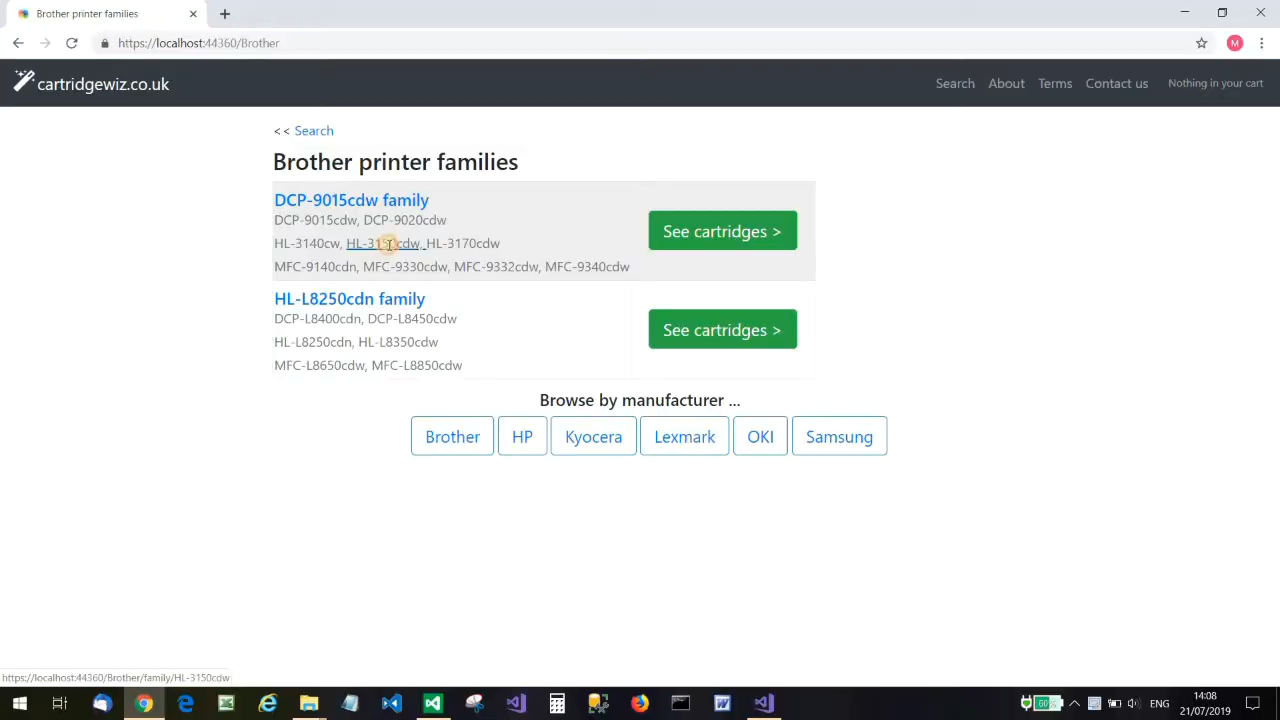 Brother printer families
https://localhost:44360/Brother
cartridgewiz.co.uk
Search About Terms Contact us Nothing in your cart
<< Search
Brother printer families
DCP-9015cdw family
DCP-9015cdw, DCP-9020cdw
HL-3140cw, HL-3150cdw, HL-3170cdw
MFC-9140cdn, MFC-9330cdw, MFC-9332cdw, MFC-9340cdw
See cartridges >
HL-L8250cdn family
DCP-L8400cdn, DCP-L8450cdw
HL-L8250cdn, HL-L8350cdw
MFC-L8650cdw, MFC-L8850cdw
See cartridges >
Browse by manufacturer ...
Brother HP Kyocera Lexmark OKI Samsung
https://localhost:44360/Brother/family/HL-3150cdw
60%
ENG
14:08
21/07/2019